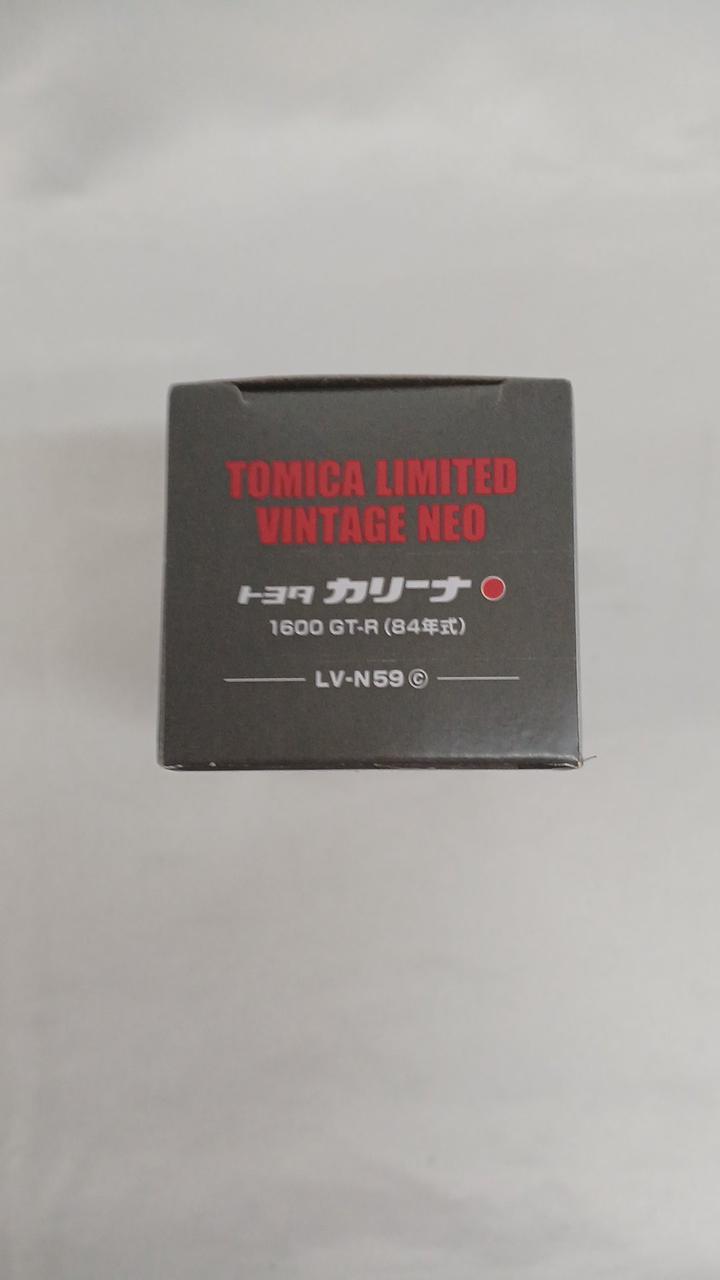 TOMICA LIMITED
VINTAGE NEO
トヨタ カリーナ
1600 GT-R (84年式)
LV-N59 ⓒ